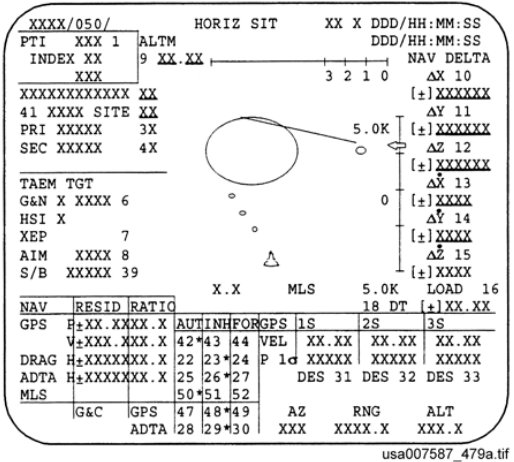 XXXX/050/ HORIZ SIT XX X DDD/HH:MM:SS
PTI XXX 1 ALTM DDD/HH:MM:SS
INDEX XX 9 XX.XX NAV DELTA
XXX 3 2 1 0 ΔX 10
XXXXXXXXXXXX XX [±]XXXXXX
41 XXXX SITE XX ΔY 11
PRI XXXXX 3X 5.0K [±]XXXXXX
SEC XXXXX 4X ΔZ 12
[±]XXXXXX
TAEM TGT ΔẊ 13
G&N X XXXX 6 0 [±]XXXX
HSI X ΔẎ 14
XEP 7 [±]XXXX
AIM XXXX 8 ΔŻ 15
S/B XXXXX 39 [±]XXXX
X.X MLS 5.0K LOAD 16
NAV RESID RATIO 18 DT [±]XX.XX
GPS P±XX.XX XX.X AUT INH FOR GPS 1S 2S 3S
V±XXX.X XX.X 42*43 44 VEL XX.XX XX.XX XX.XX
DRAG H±XXXXX XX.X 22 23*24 P 1σ XXXXX XXXXX XXXXX
ADTA H±XXXXX XX.X 25 26*27 DES 31 DES 32 DES 33
MLS 50*51 52
G&C GPS 47 48*49 AZ RNG ALT
ADTA 28 29*30 XXX XXXX.X XXX.X
usa007587_479a.tif